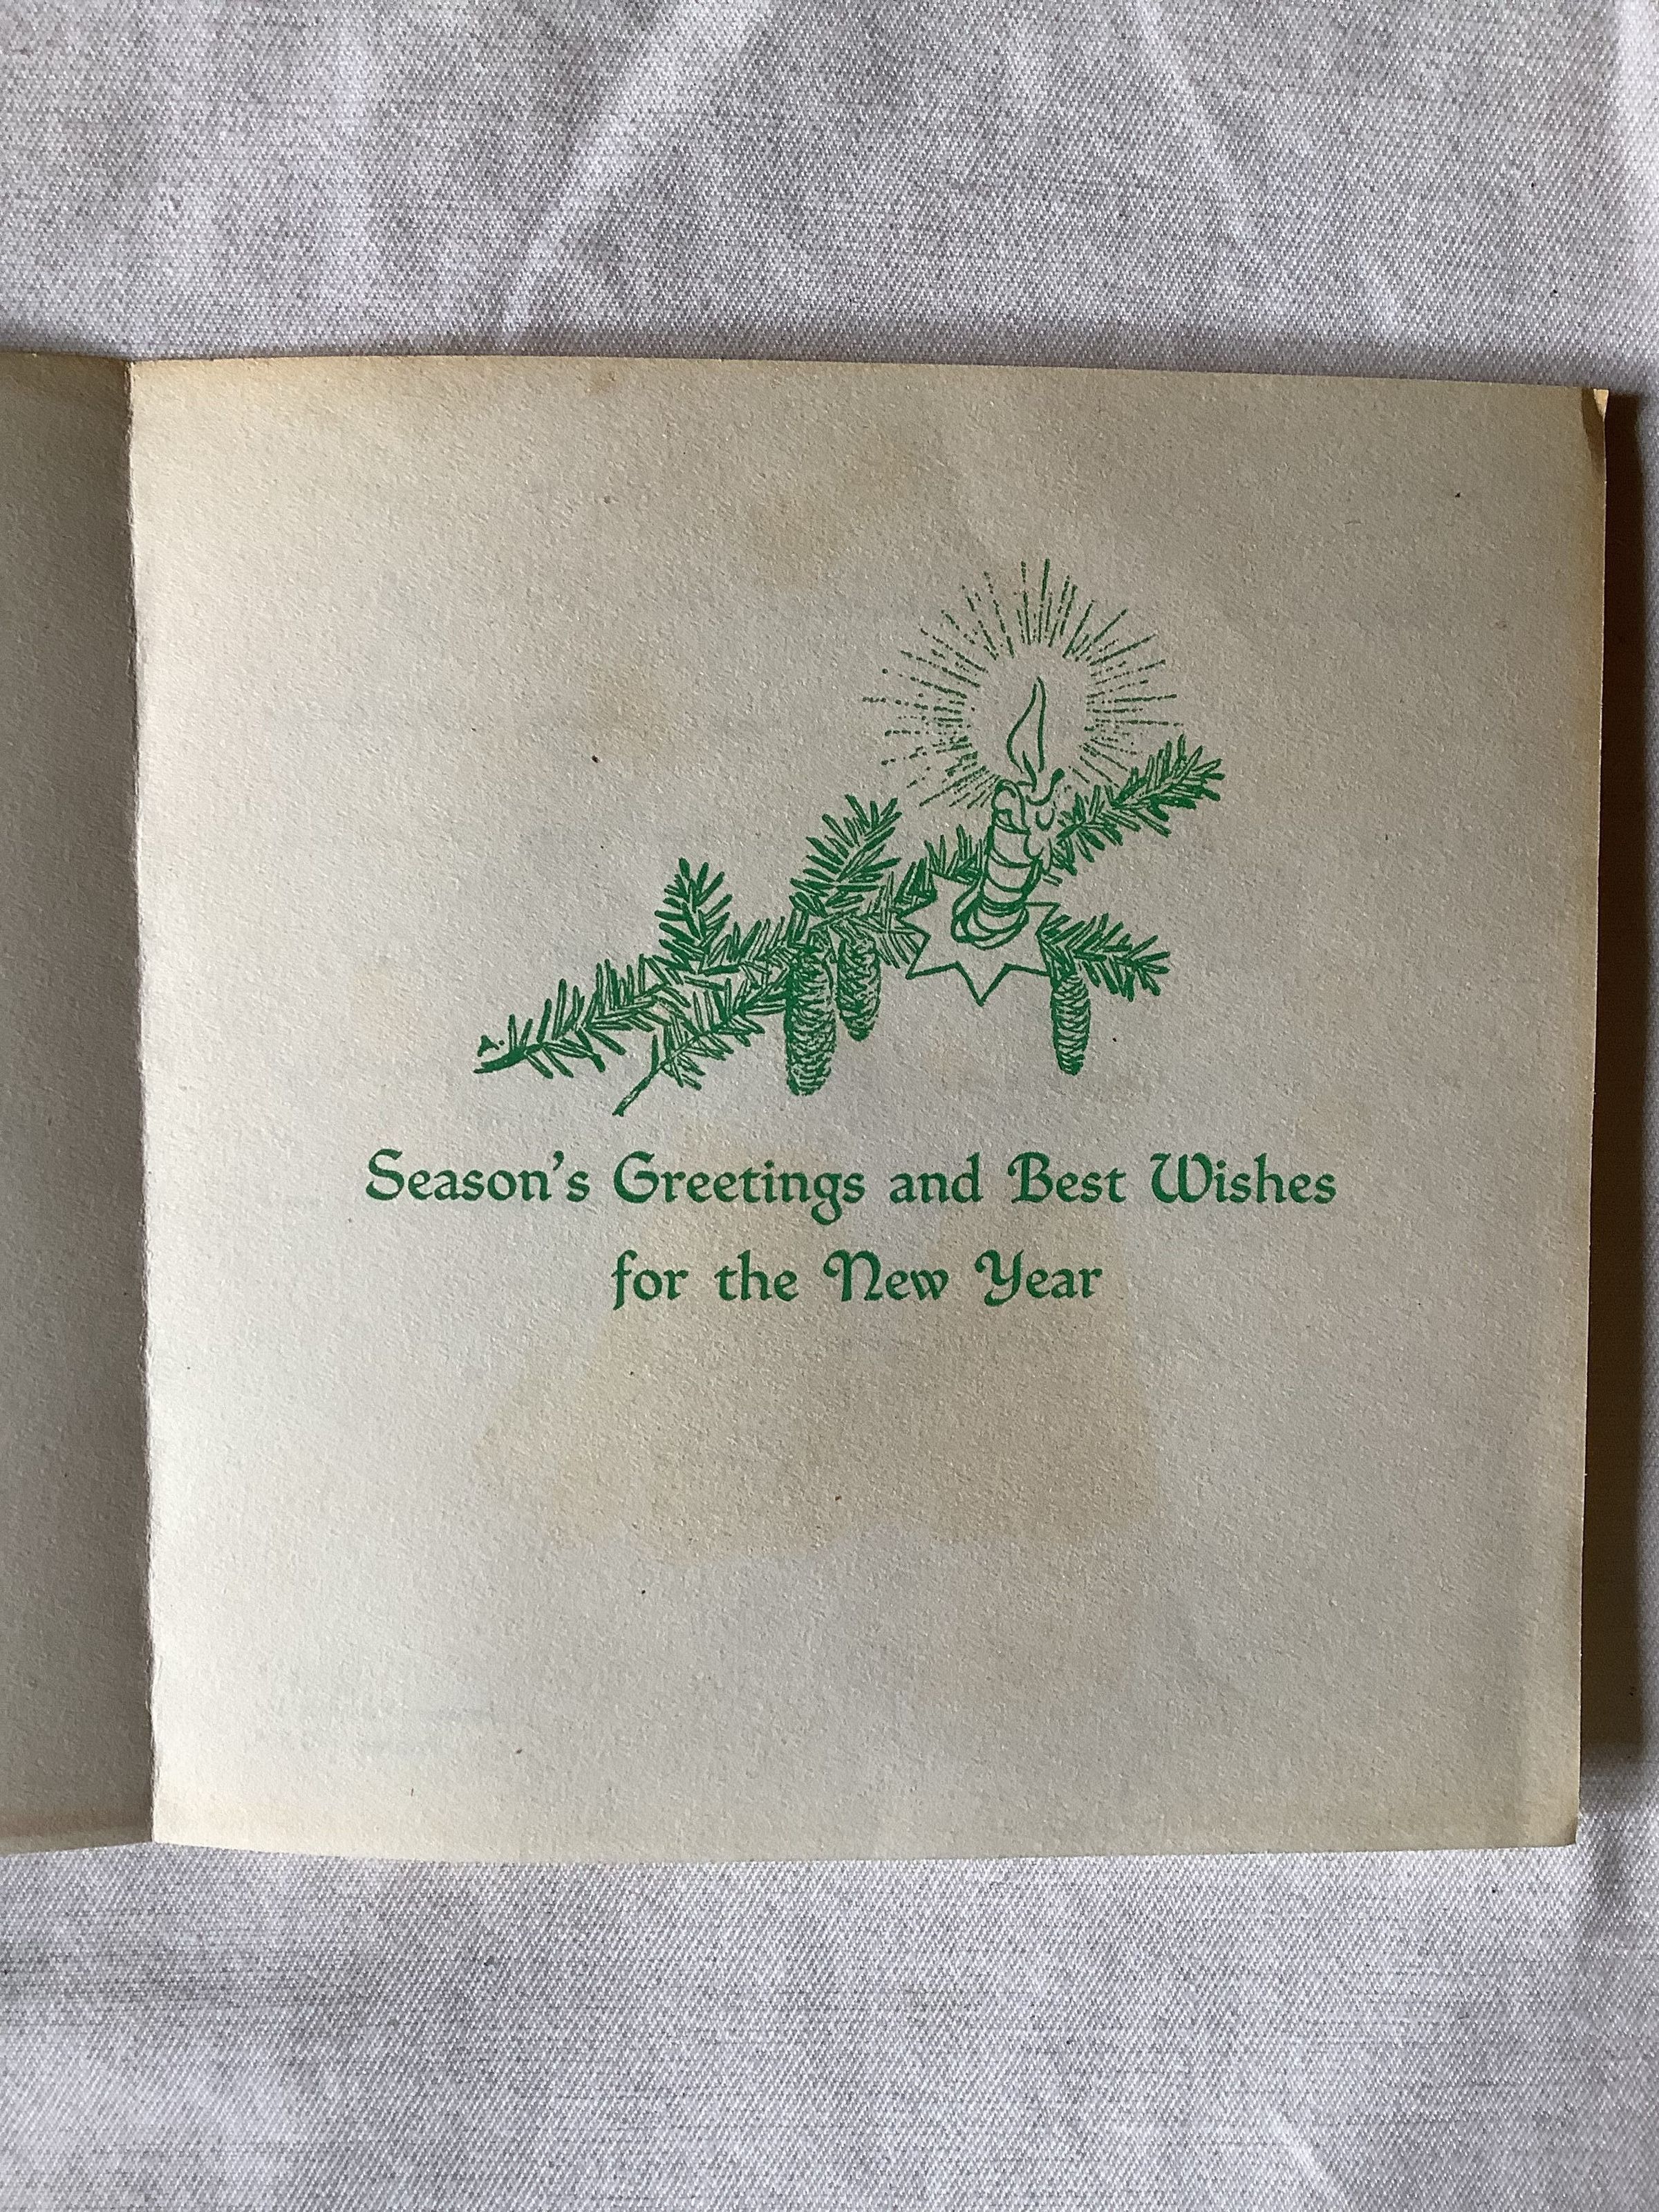 Season's Greetings and Best Wishes
for the New Year